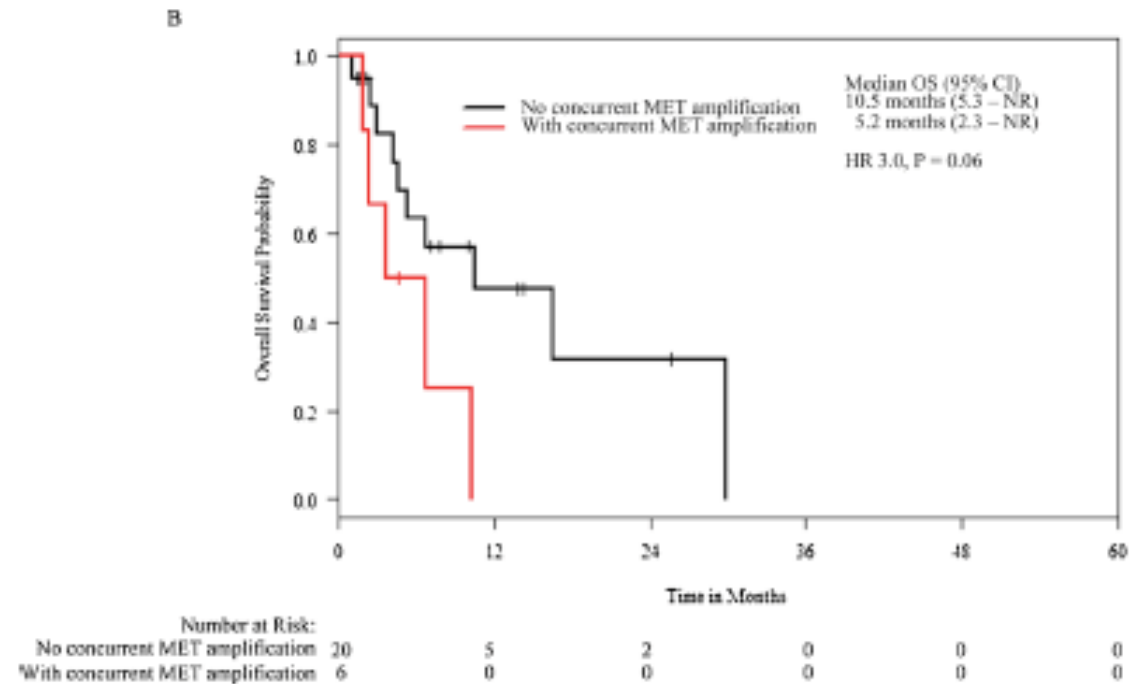 B
Median OS (95% CI)
No concurrent MET amplification 10.5 months (5.3 – NR)
With concurrent MET amplification 5.2 months (2.3 – NR)
HR 3.0, P = 0.06
1.0
0.8
0.6
0.4
0.2
0.0
Overall Survival Probability
0 12 24 36 48 60
Time in Months
Number at Risk:
No concurrent MET amplification 20 5 2 0 0 0
With concurrent MET amplification 6 0 0 0 0 0